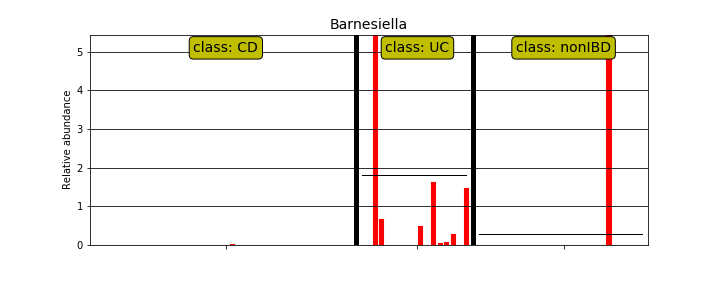 Barnesiella
class: CD
class: UC
class: nonIBD
Relative abundance
5
4
3
2
1
0